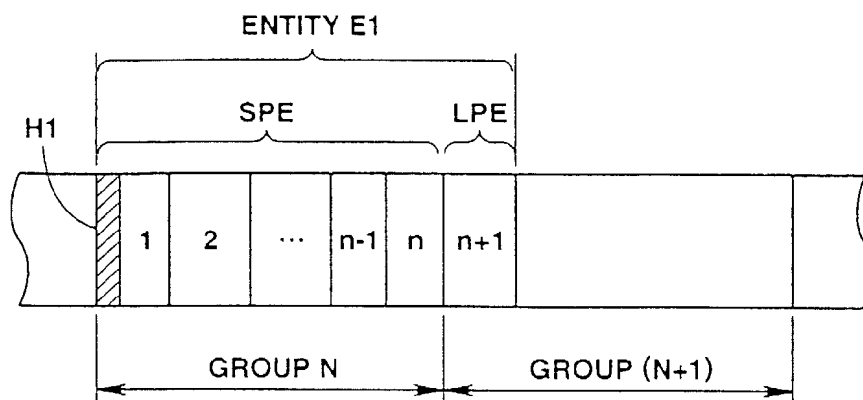 ENTITY E1
SPE
LPE
H1
1 2 ... n-1 n n+1
GROUP N
GROUP (N+1)